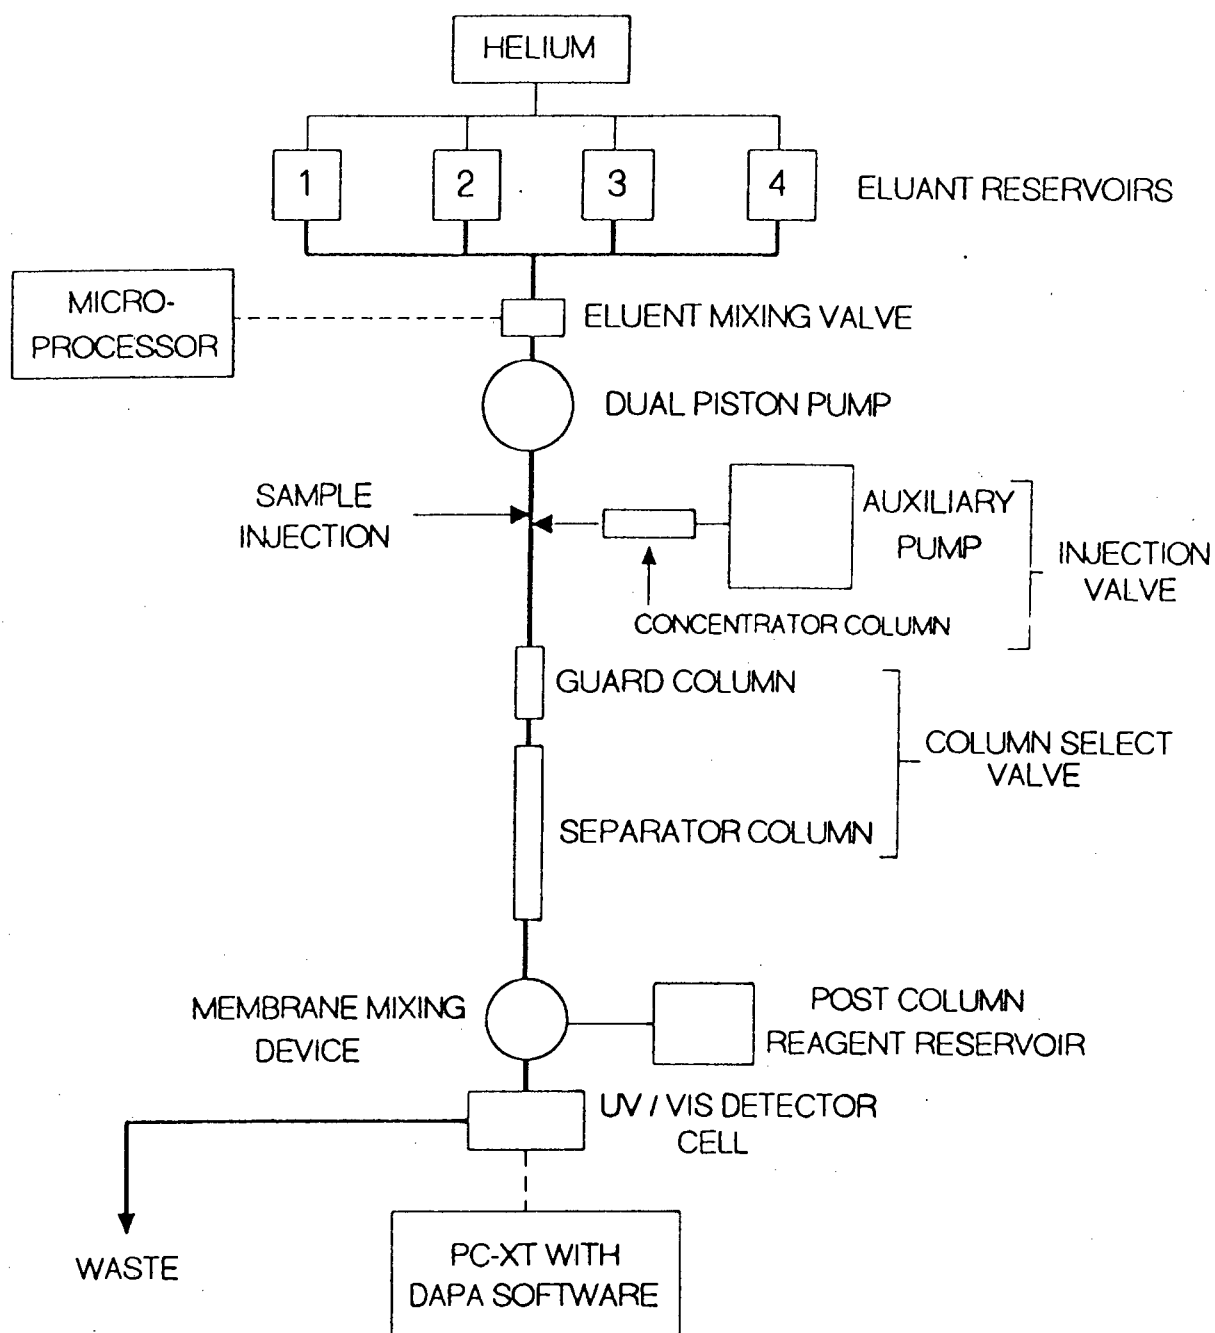 HELIUM
1
2
3
4
ELUANT RESERVOIRS
MICRO-
PROCESSOR
ELUENT MIXING VALVE
DUAL PISTON PUMP
SAMPLE
INJECTION
AUXILIARY
PUMP
INJECTION
VALVE
CONCENTRATOR COLUMN
GUARD COLUMN
COLUMN SELECT
VALVE
SEPARATOR COLUMN
MEMBRANE MIXING
DEVICE
POST COLUMN
REAGENT RESERVOIR
UV / VIS DETECTOR
CELL
WASTE
PC-XT WITH
DAPA SOFTWARE